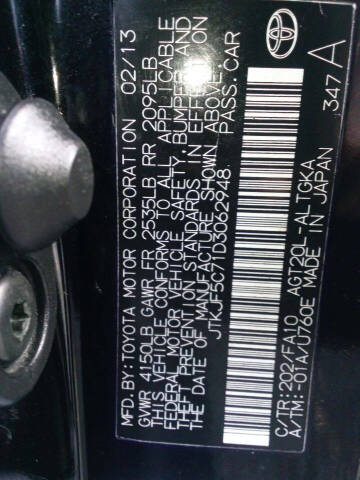 MFD.BY:TOYOTA MOTOR CORPORATION 02/13
GVWR 4150LB GAWR FR 2535LB RR 2095LB
THIS VEHICLE CONFORMS TO ALL APPLICABLE
FEDERAL MOTOR VEHICLE SAFETY, BUMPER, AND
THEFT PREVENTION STANDARDS IN EFFECT ON
THE DATE OF MANUFACTURE SHOWN ABOVE.
JTKJF5C71D3062948 PASS.CAR
C/TR:202/FA10 AGT20L-ALTGKA
A/TM:-01A/U760E MADE IN JAPAN
347 A